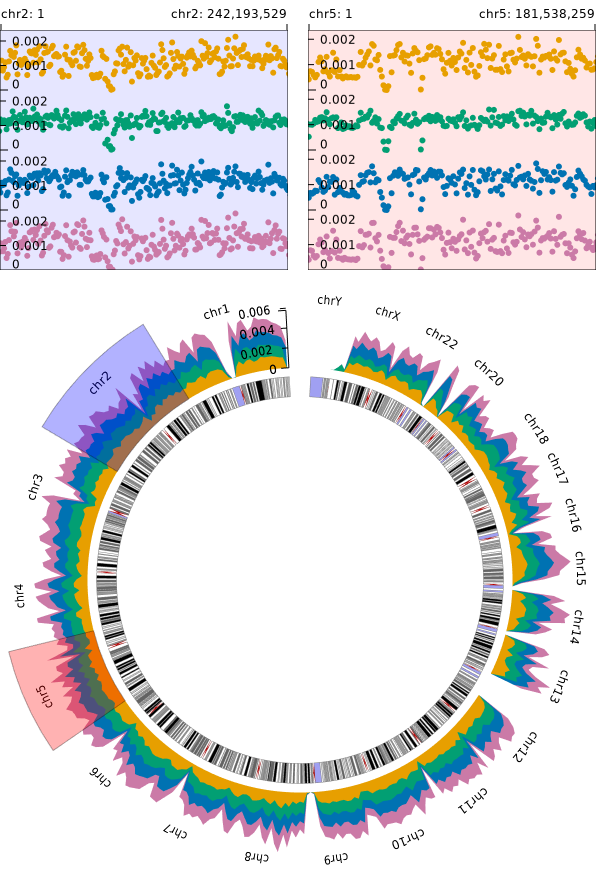 chr2: 1 chr2: 242,193,529 chr5: 1 chr5: 181,538,259
0.002 0.002
0.001 0.001
0 0
0.002 0.002
0.001 0.001
0 0
0.002 0.002
0.001 0.001
0 0
0.002 0.002
0.001 0.001
0 0
chrY
chr1
0.006
0.004
0.002
0
chrX
chr22
chr20
chr2
chr18
chr17
chr3
chr16
chr15
chr4
chr14
chr5
chr13
chr12
chr6
chr11
chr7
chr10
chr8
chr9